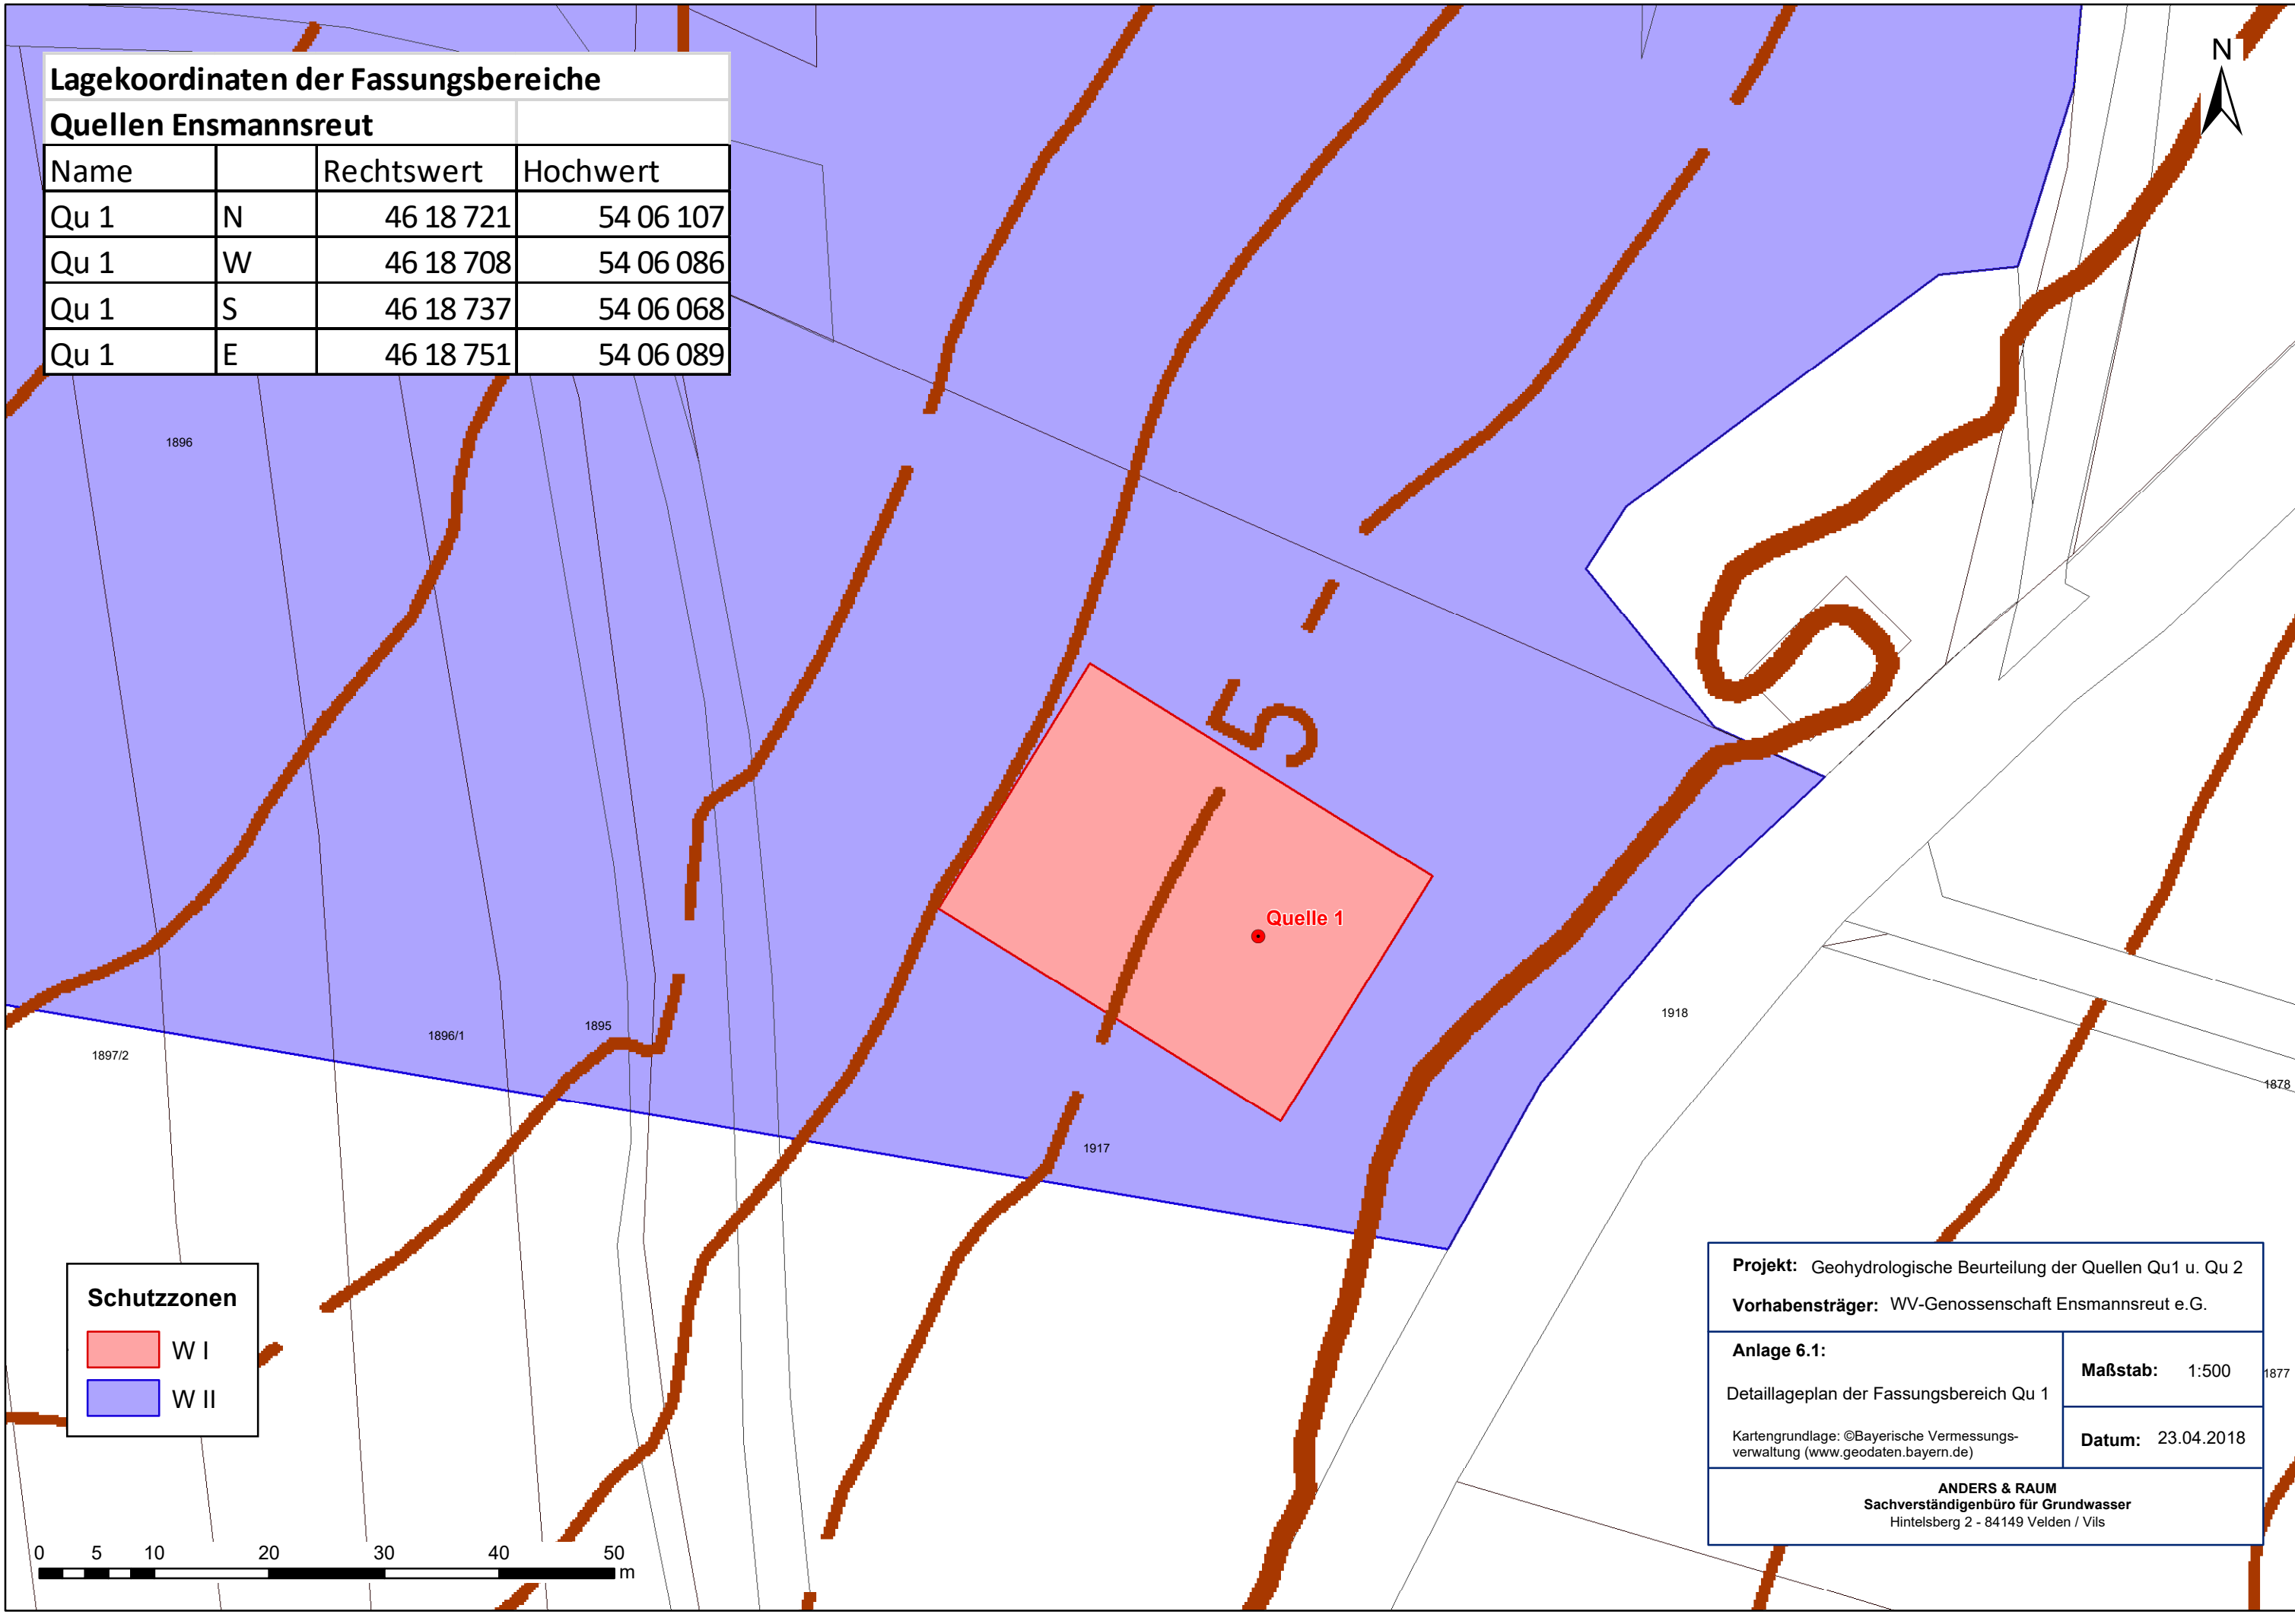 N
Lagekoordinaten der Fassungsbereiche
Quellen Ensmannsreut
Name Rechtswert Hochwert
Qu 1 N 46 18 721 54 06 107
Qu 1 W 46 18 708 54 06 086
Qu 1 S 46 18 737 54 06 068
Qu 1 E 46 18 751 54 06 089
1896
5
Quelle 1
1918
1895
1896/1
1897/2
1878
1917
Schutzzonen
W I
W II
Projekt: Geohydrologische Beurteilung der Quellen Qu1 u. Qu 2
Vorhabensträger: WV-Genossenschaft Ensmannsreut e.G.
Anlage 6.1:
Detaillageplan der Fassungsbereich Qu 1
Maßstab: 1:500
1877
Kartengrundlage: ©Bayerische Vermessungs-
verwaltung (www.geodaten.bayern.de)
Datum: 23.04.2018
ANDERS & RAUM
Sachverständigenbüro für Grundwasser
Hintelsberg 2 - 84149 Velden / Vils
0 5 10 20 30 40 50
m